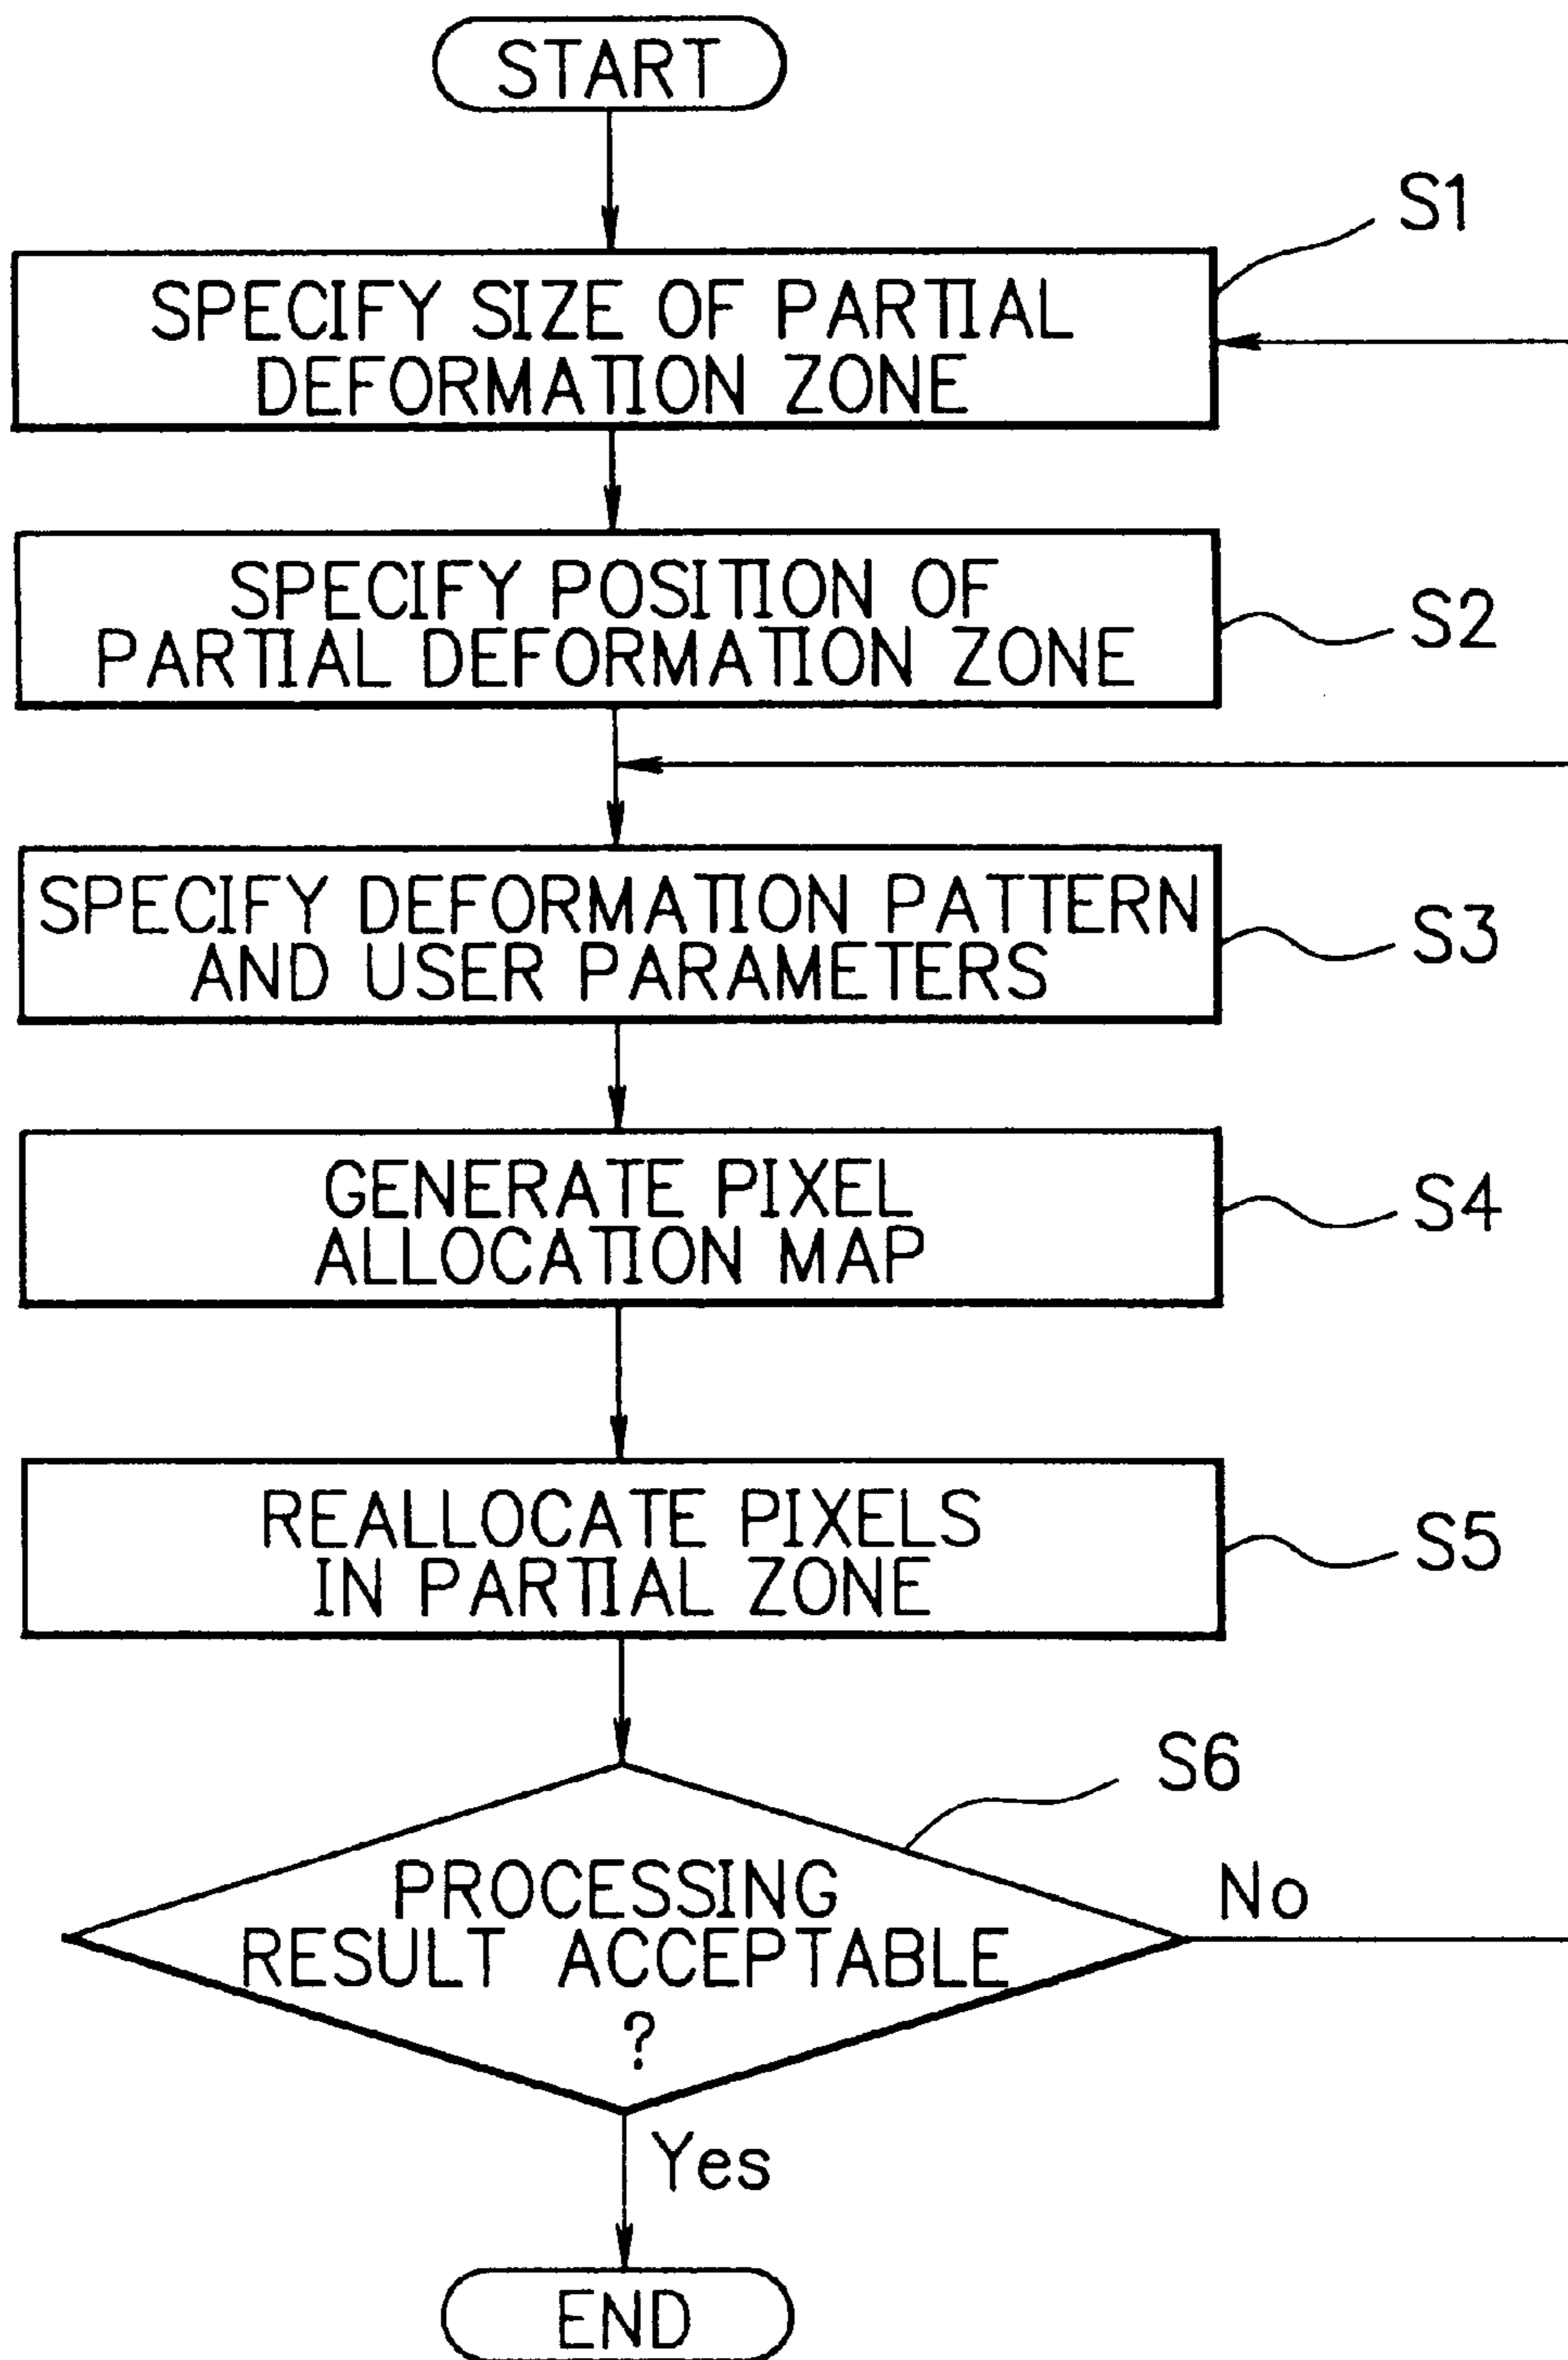 START
S1
SPECIFY SIZE OF PARTIAL
DEFORMATION ZONE
SPECIFY POSITION OF
PARTIAL DEFORMATION ZONE
S2
SPECIFY DEFORMATION PATTERN
AND USER PARAMETERS
S3
GENERATE PIXEL
ALLOCATION MAP
S4
REALLOCATE PIXELS
IN PARTIAL ZONE
S5
S6
PROCESSING
RESULT ACCEPTABLE
?
No
Yes
END